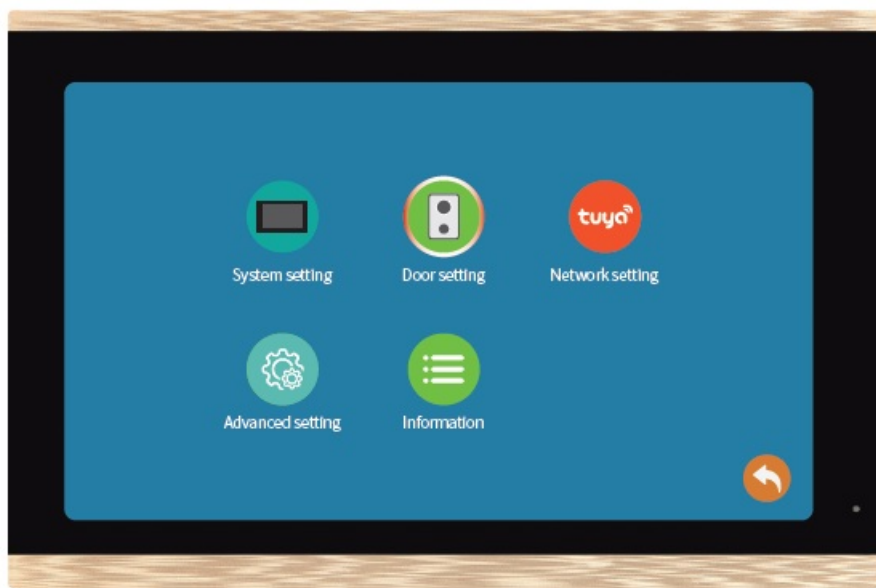 tuya
System setting
Door setting
Network setting
Advanced setting
Information